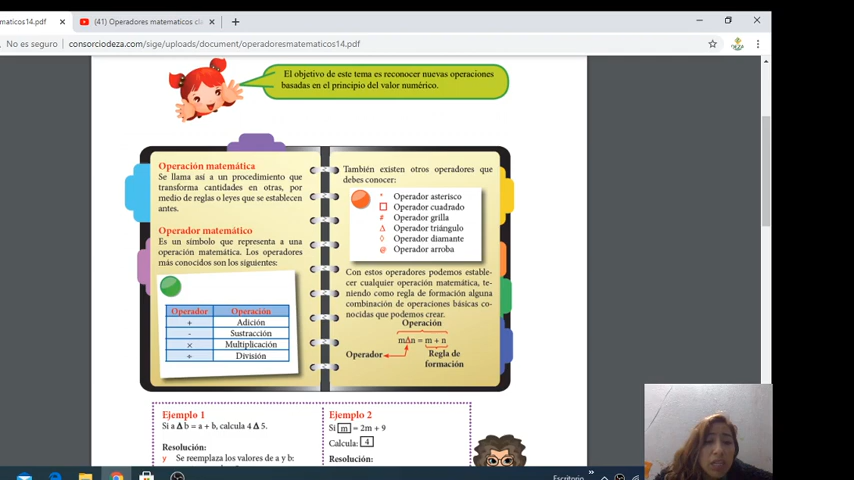 maticos14.pdf
(41) Operadores matematicos cl
No es seguro
consorciodeza.com/sige/uploads/document/operadoresmatematicos14.pdf
El objetivo de este tema es reconocer nuevas operaciones
basadas en el principio del valor numérico.
Operación matemática
Se llama así a un procedimiento que
transforma cantidades en otras, por
medio de reglas o leyes que se establecen
antes.
Operador matemático
Es un símbolo que representa a una
operación matemática. Los operadores
más conocidos son los siguientes:
Operador Operación
+ Adición
- Sustracción
× Multiplicación
÷ División
También existen otros operadores que
debes conocer:
* Operador asterisco
□ Operador cuadrado
# Operador grilla
Δ Operador triángulo
◊ Operador diamante
@ Operador arroba
Con estos operadores podemos estable-
cer cualquier operación matemática, te-
niendo como regla de formación alguna
combinación de operaciones básicas co-
nocidas que podemos crear.
Operación
mΔn = m + n
Operador
Regla de
formación
Ejemplo 1
Si a Δ b = a + b, calcula 4 Δ 5.
Resolución:
y Se reemplaza los valores de a y b:
Ejemplo 2
Si m = 2m + 9
Calcula: 4
Resolución:
Escritorio